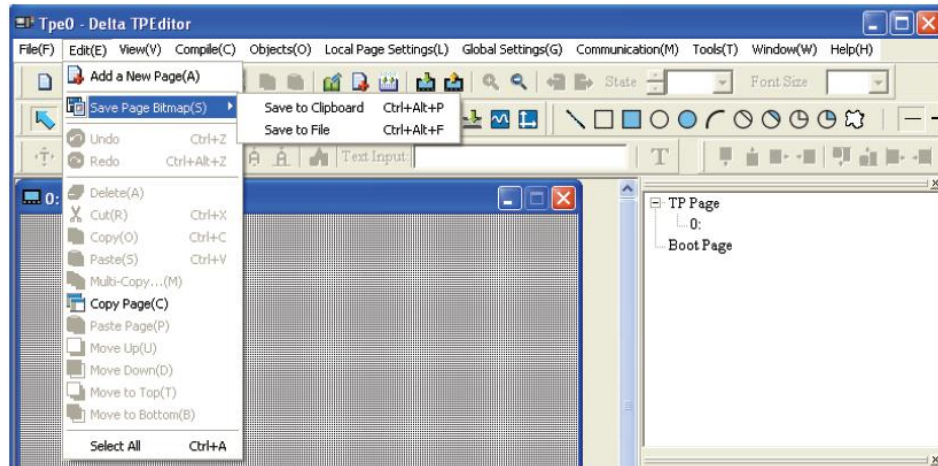 Tpe0 - Delta TPEditor
File(F) Edit(E) View(V) Compile(C) Objects(O) Local Page Settings(L) Global Settings(G) Communication(M) Tools(T) Window(W) Help(H)
Add a New Page(A)
State Font Size
Save Page Bitmap(S)
Save to Clipboard Ctrl+Alt+P
Save to File Ctrl+Alt+F
Undo Ctrl+Z
Redo Ctrl+Alt+Z
Text Input:
Delete(A)
Cut(R) Ctrl+X
Copy(O) Ctrl+C
Paste(S) Ctrl+V
Multi-Copy...(M)
Copy Page(C)
Paste Page(P)
Move Up(U)
Move Down(D)
Move to Top(T)
Move to Bottom(B)
Select All Ctrl+A
0:
TP Page
0:
Boot Page